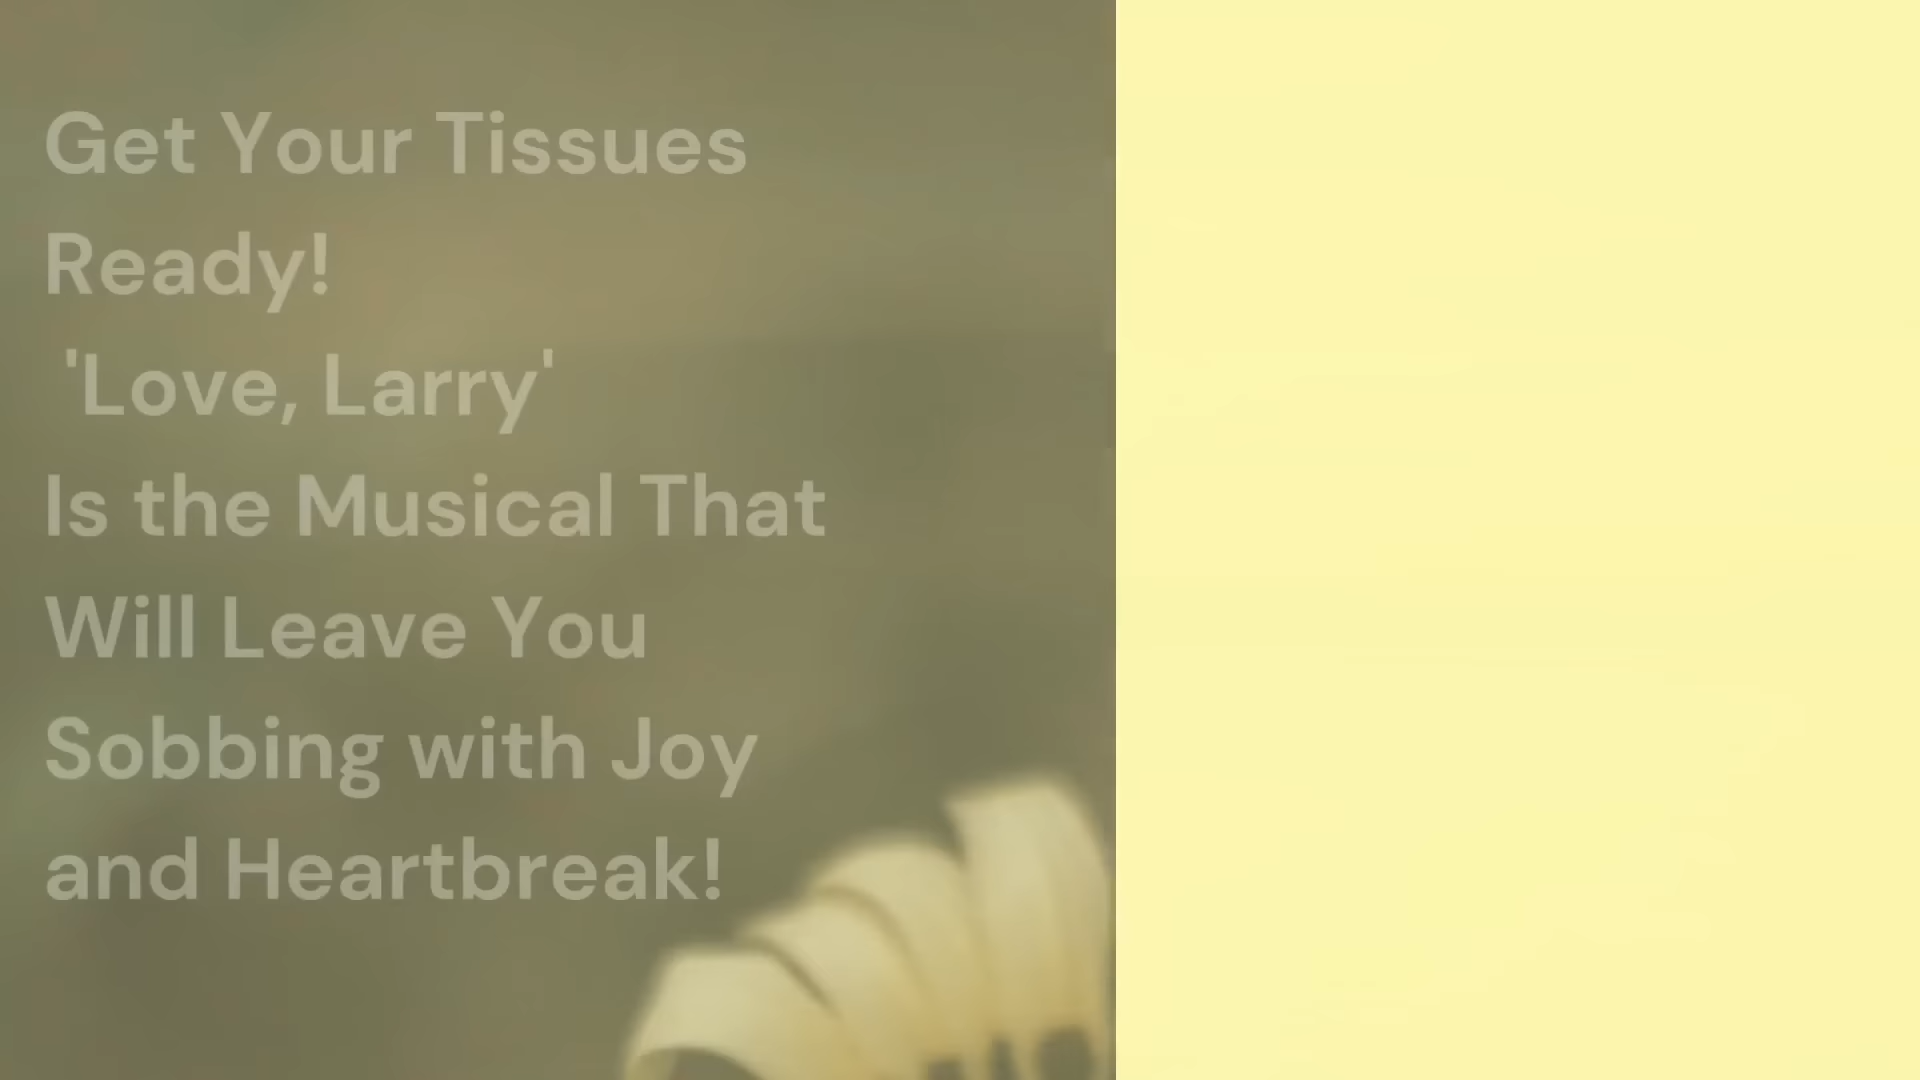 Get Your Tissues
Ready!
'Love, Larry'
Is the Musical That
Will Leave You
Sobbing with Joy
and Heartbreak!